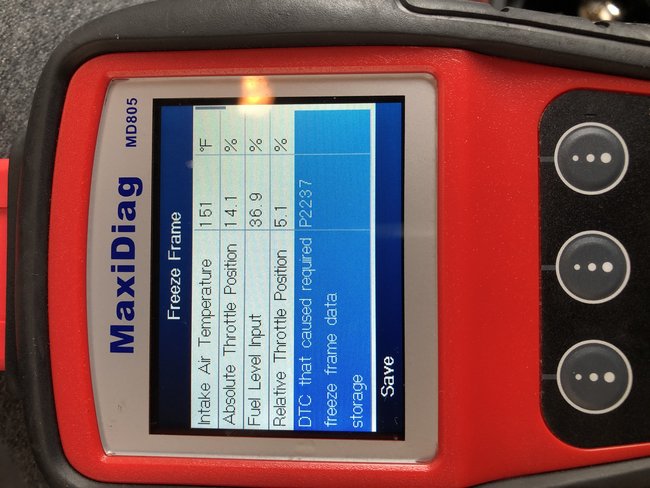 MaxiDiag MD805
Freeze Frame
Intake Air Temperature 151 °F
Absolute Throttle Position 14.1 %
Fuel Level Input 36.9 %
Relative Throttle Position 5.1 %
DTC that caused required P2237
freeze frame data
storage
Save